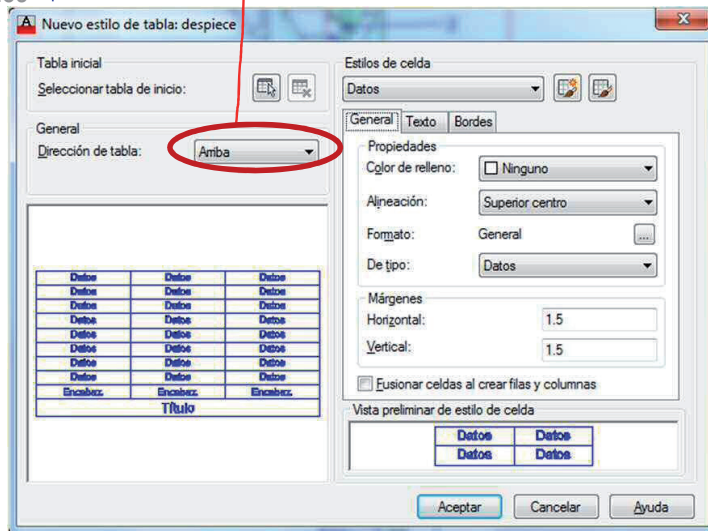 Nuevo estilo de tabla: despiece
Tabla inicial
Seleccionar tabla de inicio:
General
Dirección de tabla:
Arriba
Datos Datos Datos
Datos Datos Datos
Datos Datos Datos
Datos Datos Datos
Datos Datos Datos
Datos Datos Datos
Datos Datos Datos
Datos Datos Datos
Encabez. Encabez. Encabez.
Título
Estilos de celda
Datos
General Texto Bordes
Propiedades
Color de relleno: Ninguno
Alineación: Superior centro
Formato: General ...
De tipo: Datos
Márgenes
Horizontal: 1.5
Vertical: 1.5
Fusionar celdas al crear filas y columnas
Vista preliminar de estilo de celda
Datos Datos
Datos Datos
Aceptar Cancelar Ayuda